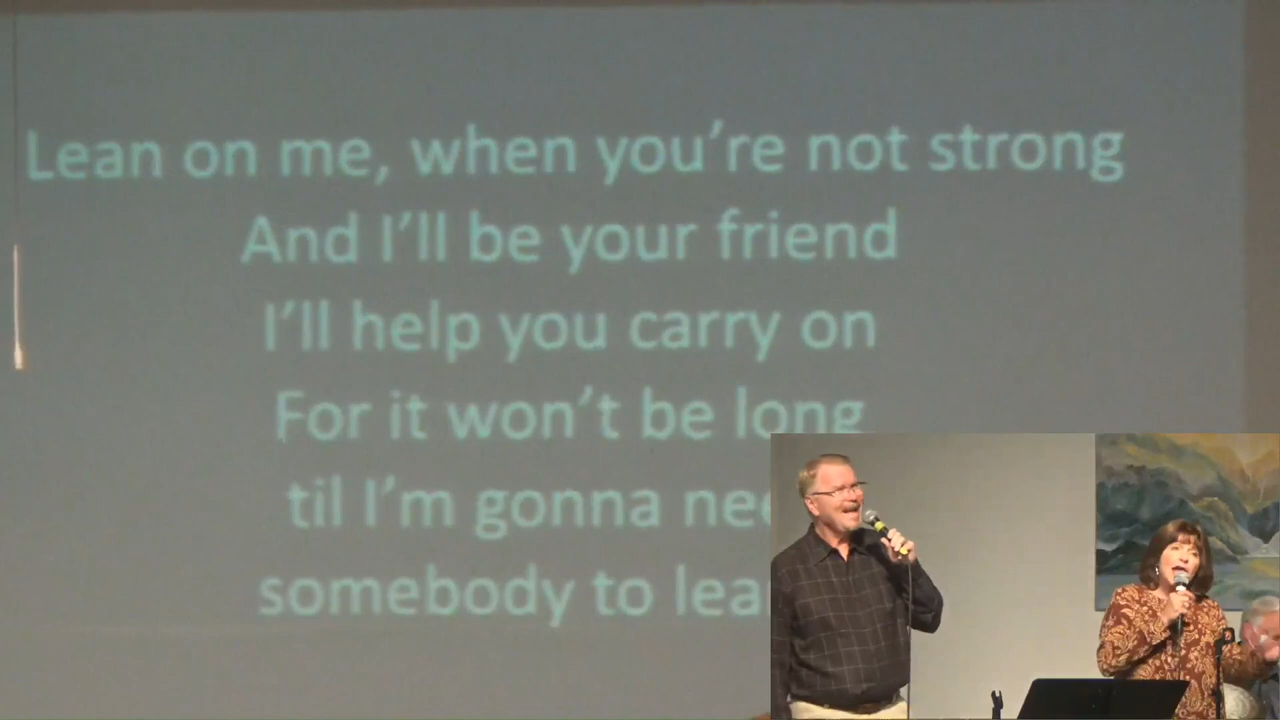 Lean on me, when you're not strong
And I'll be your friend
I'll help you carry on
For it won't be long
til I'm gonna
somebody to